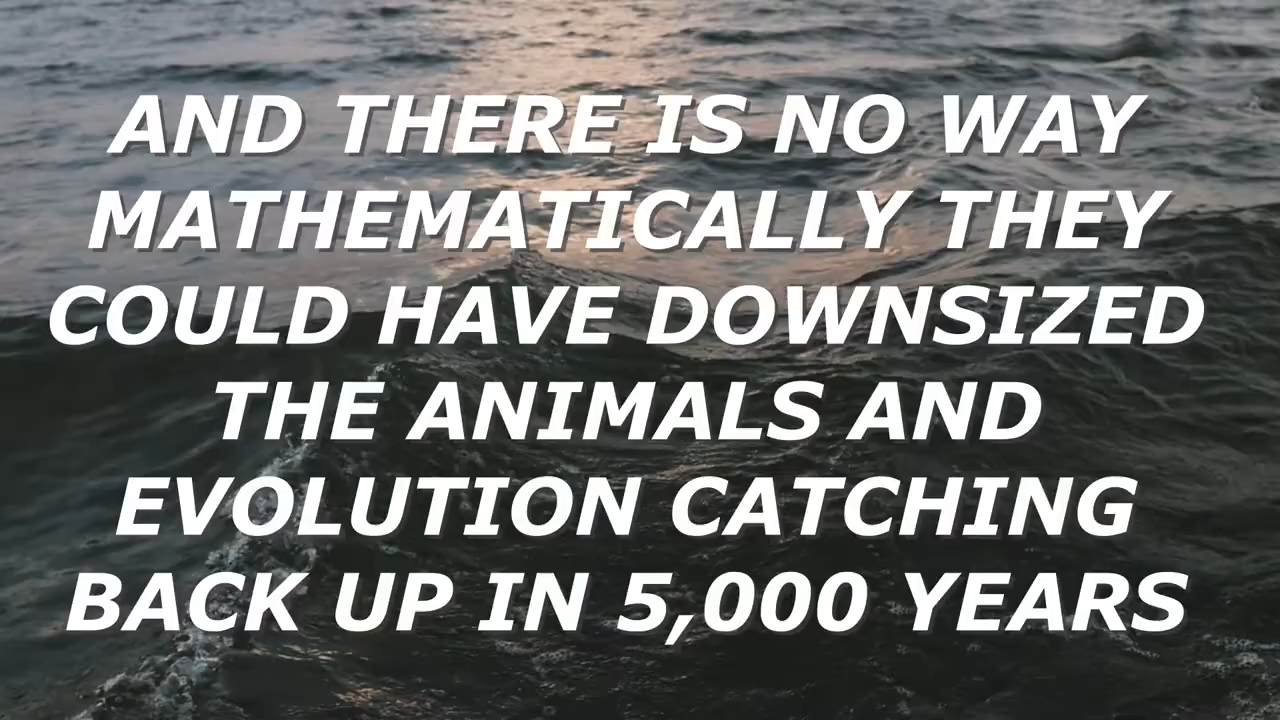 AND THERE IS NO WAY
MATHEMATICALLY THEY
COULD HAVE DOWNSIZED
THE ANIMALS AND
EVOLUTION CATCHING
BACK UP IN 5,000 YEARS